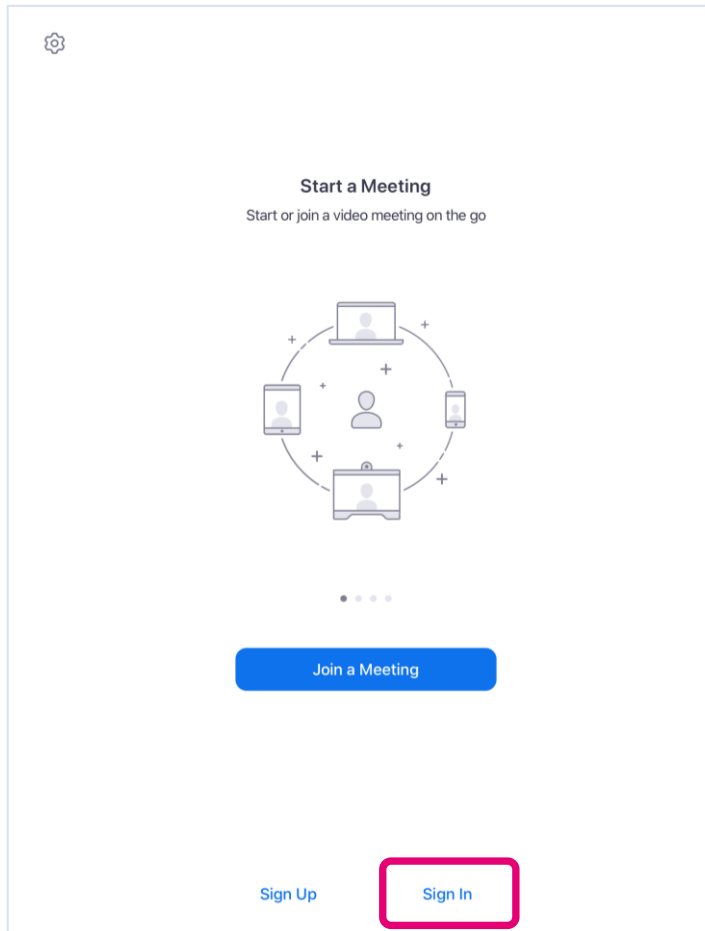 Start a Meeting
Start or join a video meeting on the go
Join a Meeting
Sign Up
Sign In